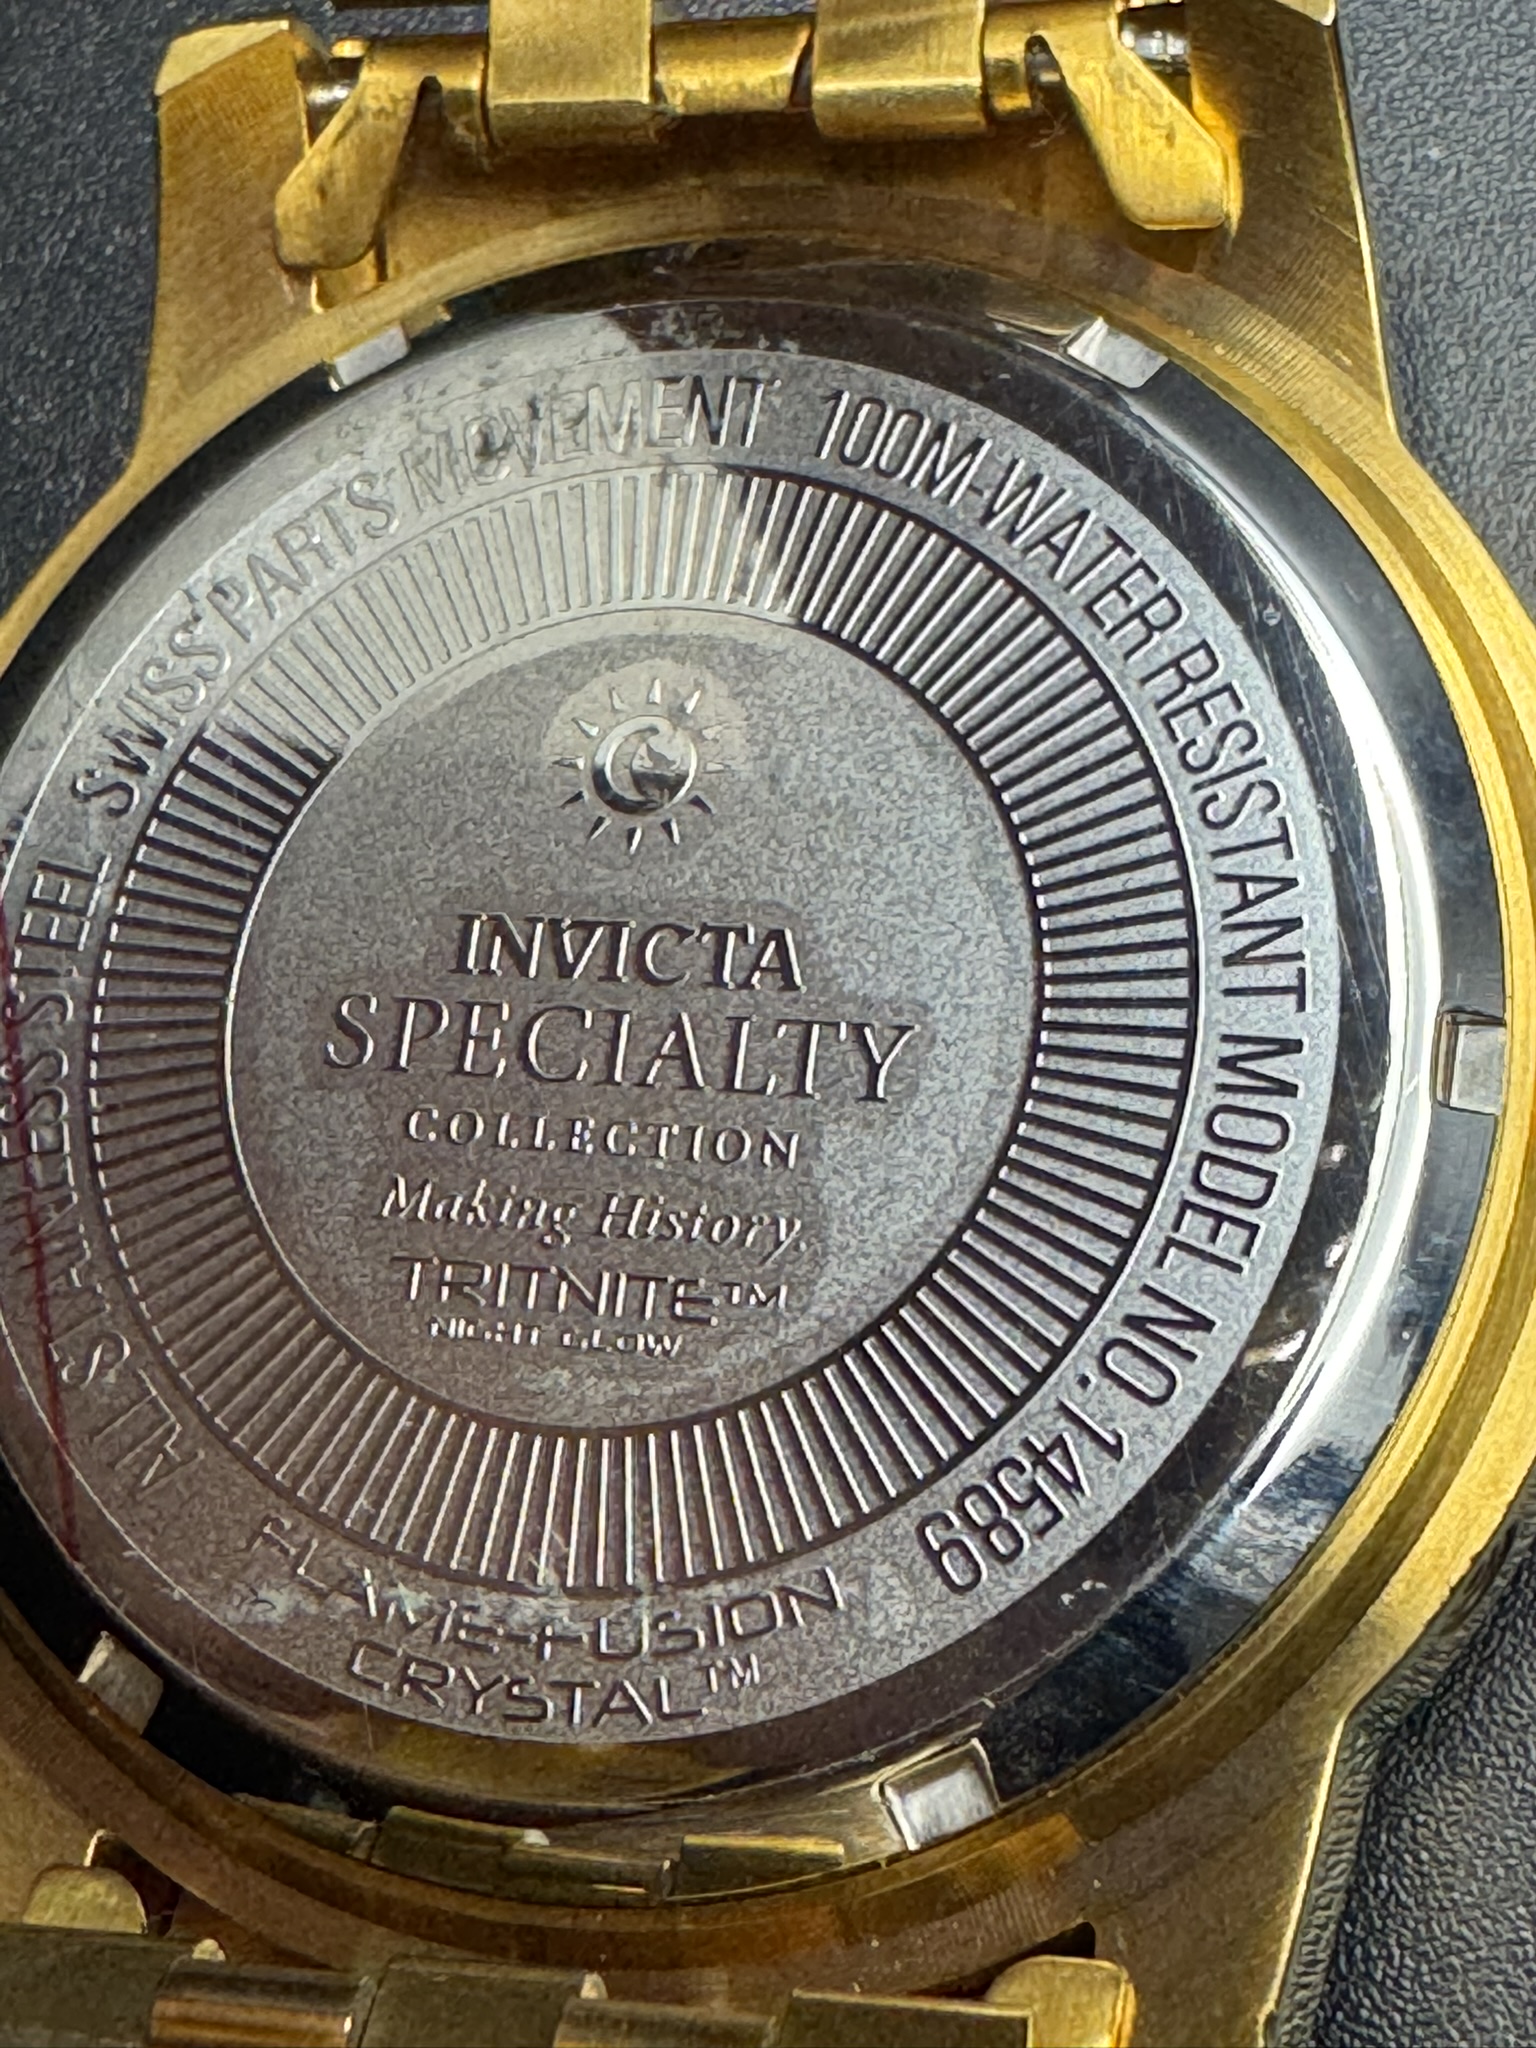 INVICTA
SPECIALTY
COLLECTION
Making History.
TRITNITE™
NIGHT GLOW
ALL STAINLESS STEEL SWISS PARTS MOVEMENT 100M-WATER RESISTANT MODEL NO.14589
FLAME-FUSION
CRYSTAL™